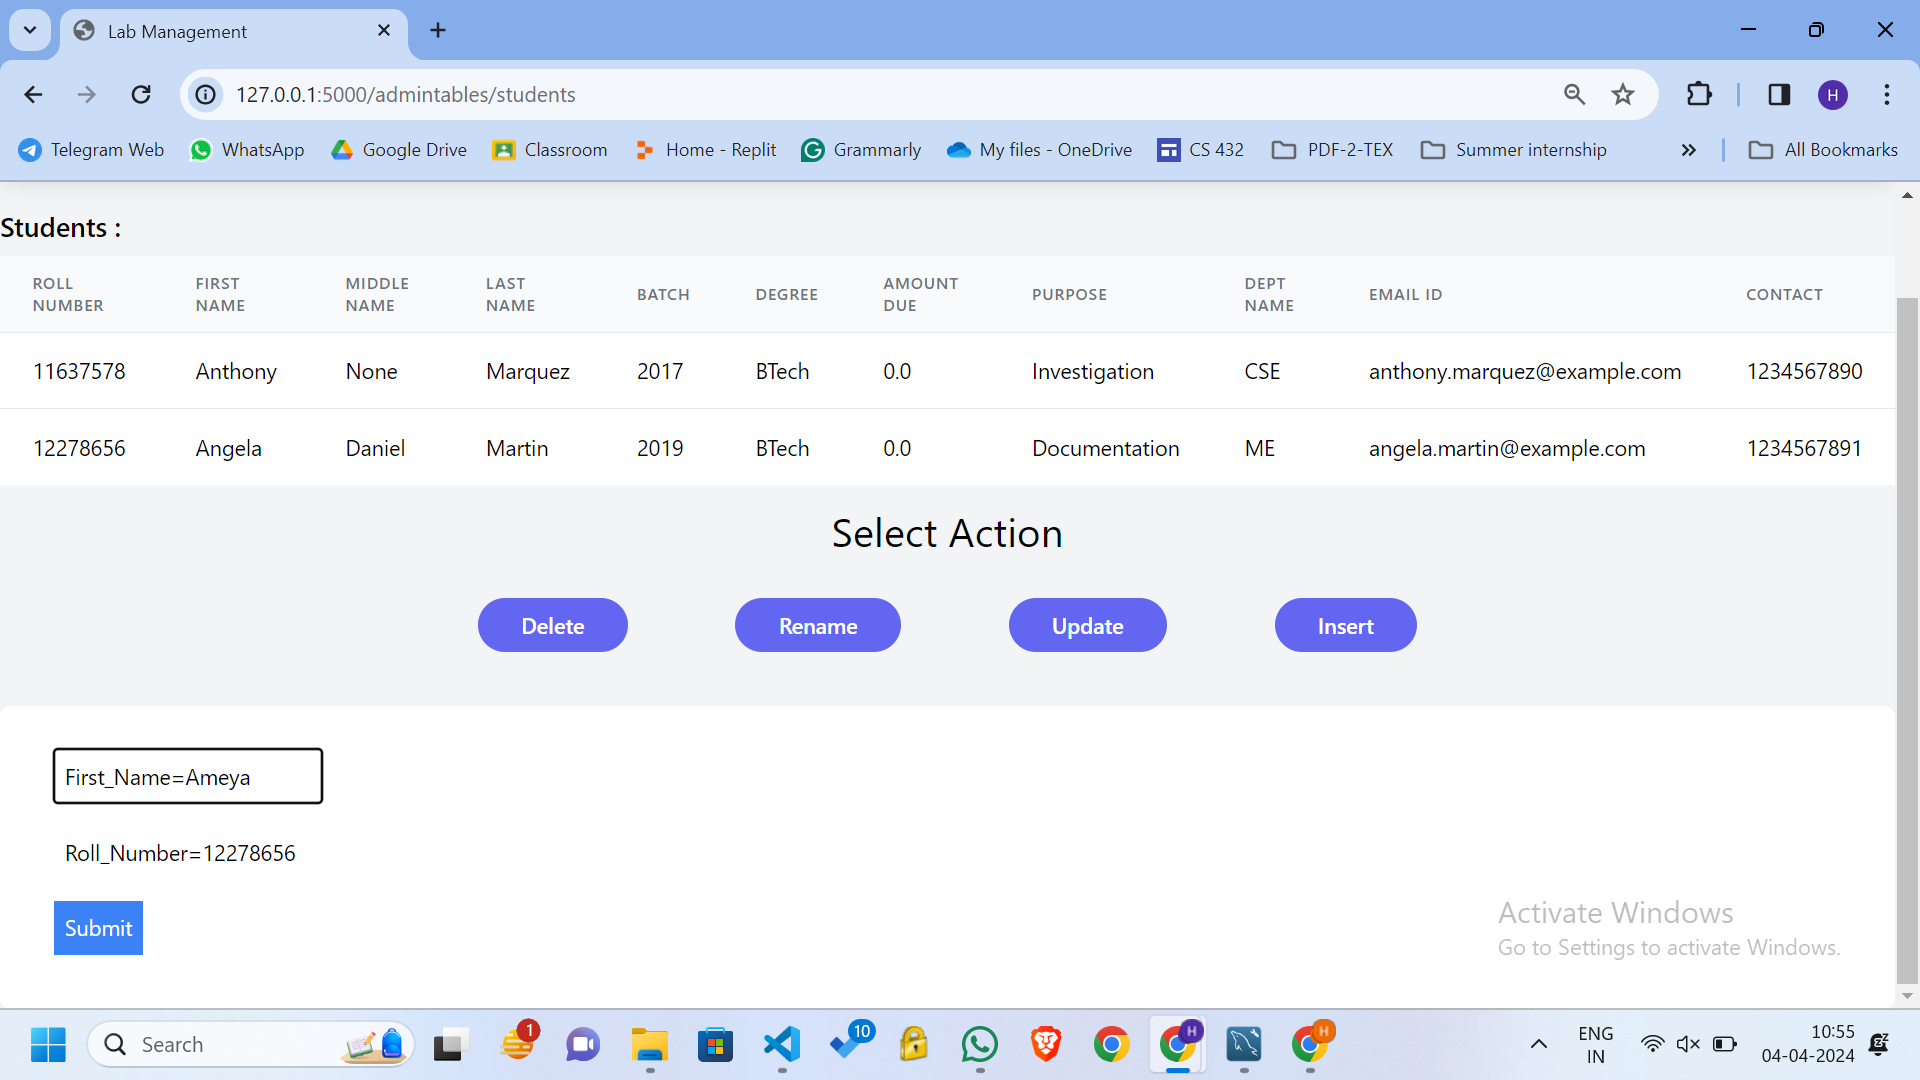 Lab Management
127.0.0.1:5000/admintables/students
H
Telegram Web
WhatsApp
Google Drive
Classroom
Home - Replit
Grammarly
My files - OneDrive
CS 432
PDF-2-TEX
Summer internship
All Bookmarks
Students :
ROLL NUMBER FIRST NAME MIDDLE NAME LAST NAME BATCH DEGREE AMOUNT DUE PURPOSE DEPT NAME EMAIL ID CONTACT
11637578 Anthony None Marquez 2017 BTech 0.0 Investigation CSE anthony.marquez@example.com 1234567890
12278656 Angela Daniel Martin 2019 BTech 0.0 Documentation ME angela.martin@example.com 1234567891
Select Action
Delete Rename Update Insert
First_Name=Ameya
Roll_Number=12278656
Submit
Activate Windows
Go to Settings to activate Windows.
Search
1
10
H
H
ENG
IN
10:55
04-04-2024